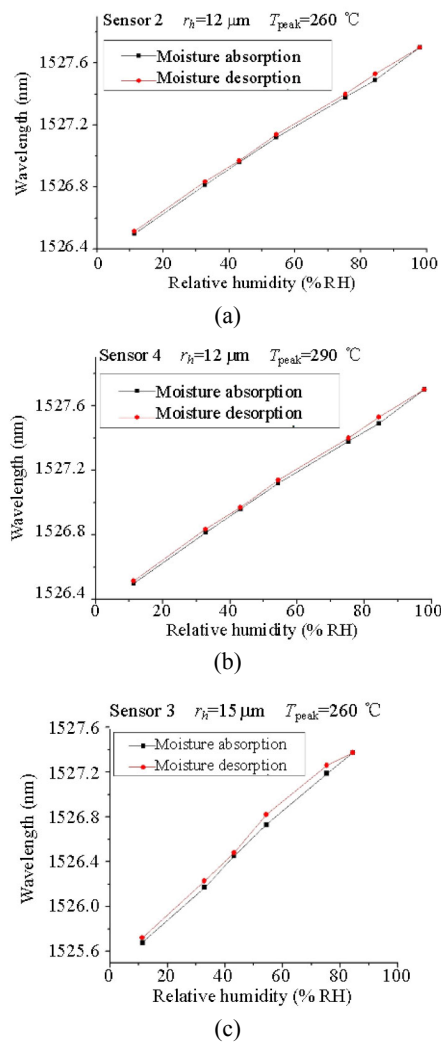 Sensor 2 r_h=12 μm T_peak=260 ℃
Moisture absorption
Moisture desorption
Wavelength (nm)
1527.6
1527.2
1526.8
1526.4
0 20 40 60 80 100
Relative humidity (% RH)
(a)
Sensor 4 r_h=12 μm T_peak=290 ℃
Moisture absorption
Moisture desorption
Wavelength (nm)
1527.6
1527.2
1526.8
1526.4
0 20 40 60 80 100
Relative humidity (% RH)
(b)
Sensor 3 r_h=15 μm T_peak=260 ℃
1527.6
Moisture absorption
Moisture desorption
Wavelength (nm)
1527.2
1526.8
1526.4
1526.0
1525.6
0 20 40 60 80 100
Relative humidity (% RH)
(c)